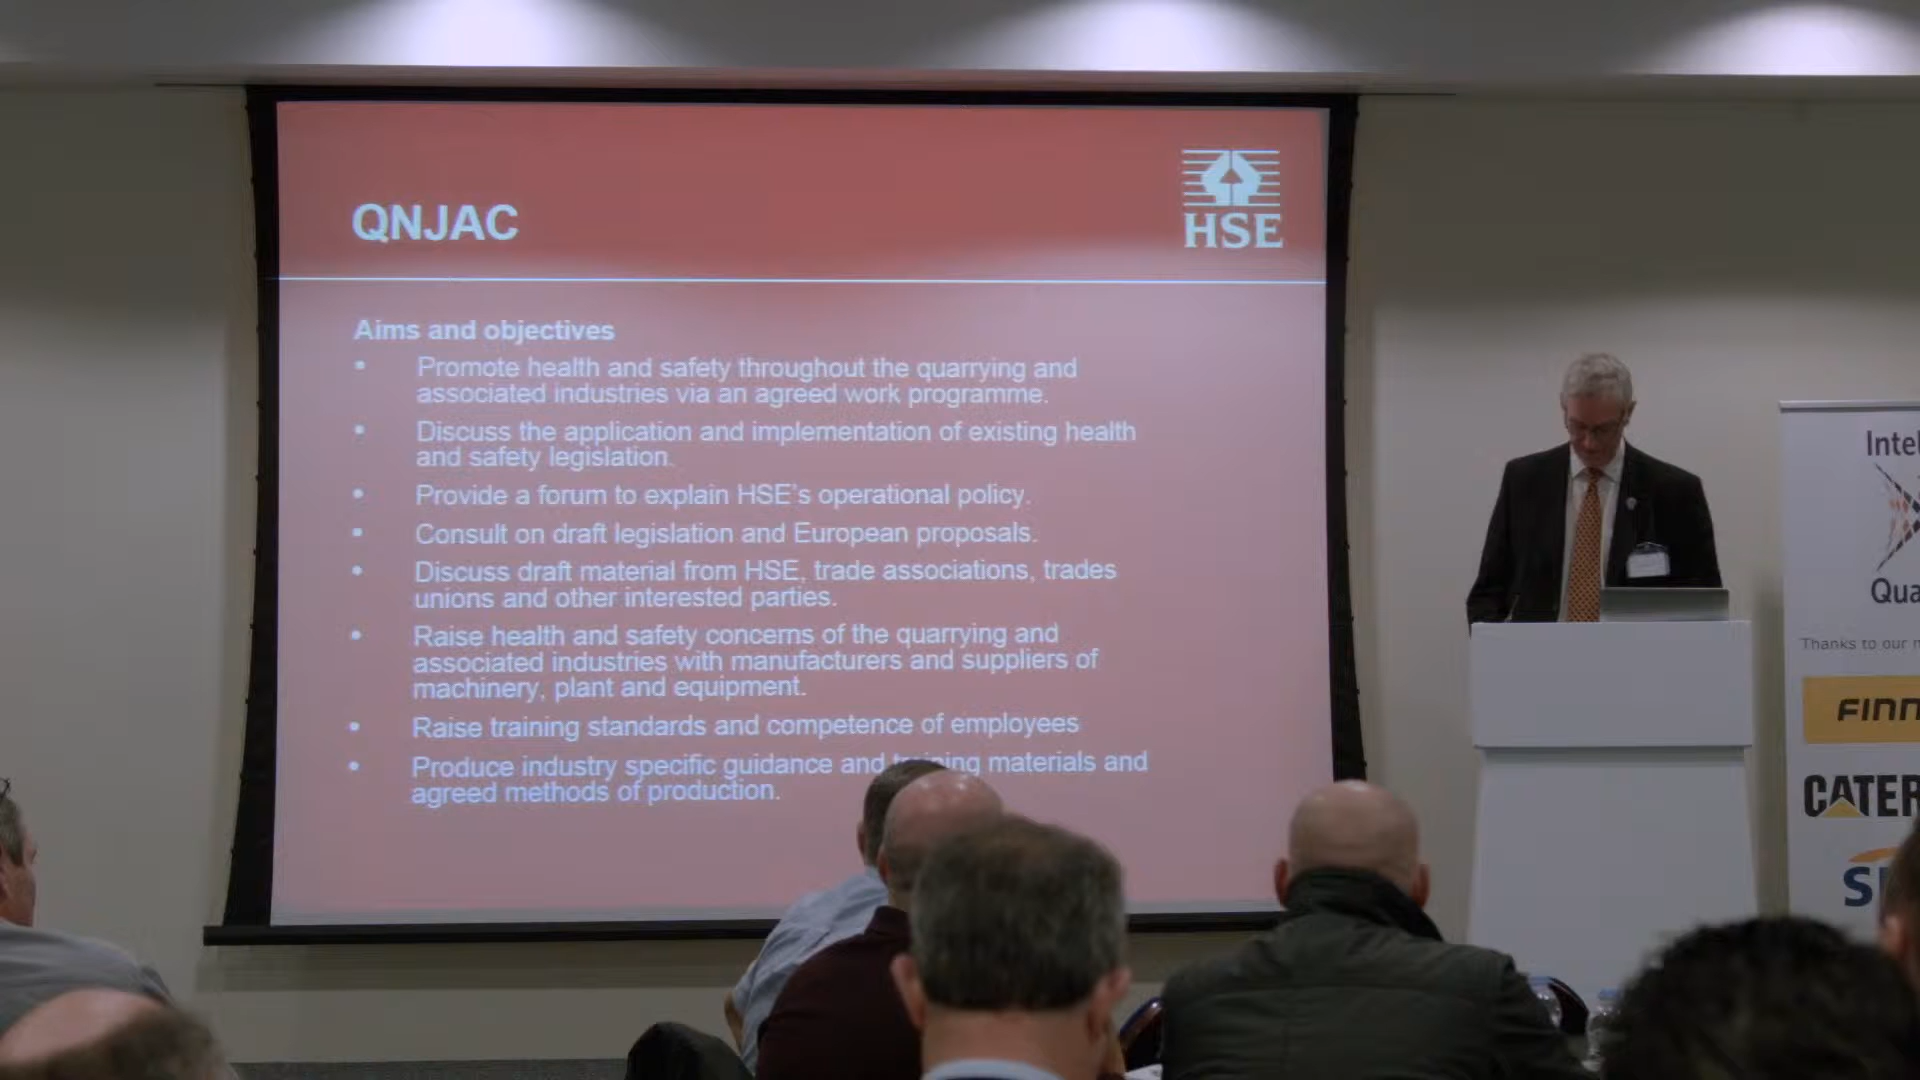 QNJAC
HSE
Aims and objectives
• Promote health and safety throughout the quarrying and
associated industries via an agreed work programme.
• Discuss the application and implementation of existing health
and safety legislation.
• Provide a forum to explain HSE's operational policy.
• Consult on draft legislation and European proposals.
• Discuss draft material from HSE, trade associations, trades
unions and other interested parties.
• Raise health and safety concerns of the quarrying and
associated industries with manufacturers and suppliers of
machinery, plant and equipment.
• Raise training standards and competence of employees
• Produce industry specific guidance and training materials and
agreed methods of production.
Intel
Qua
Thanks to our
FINN
CATER